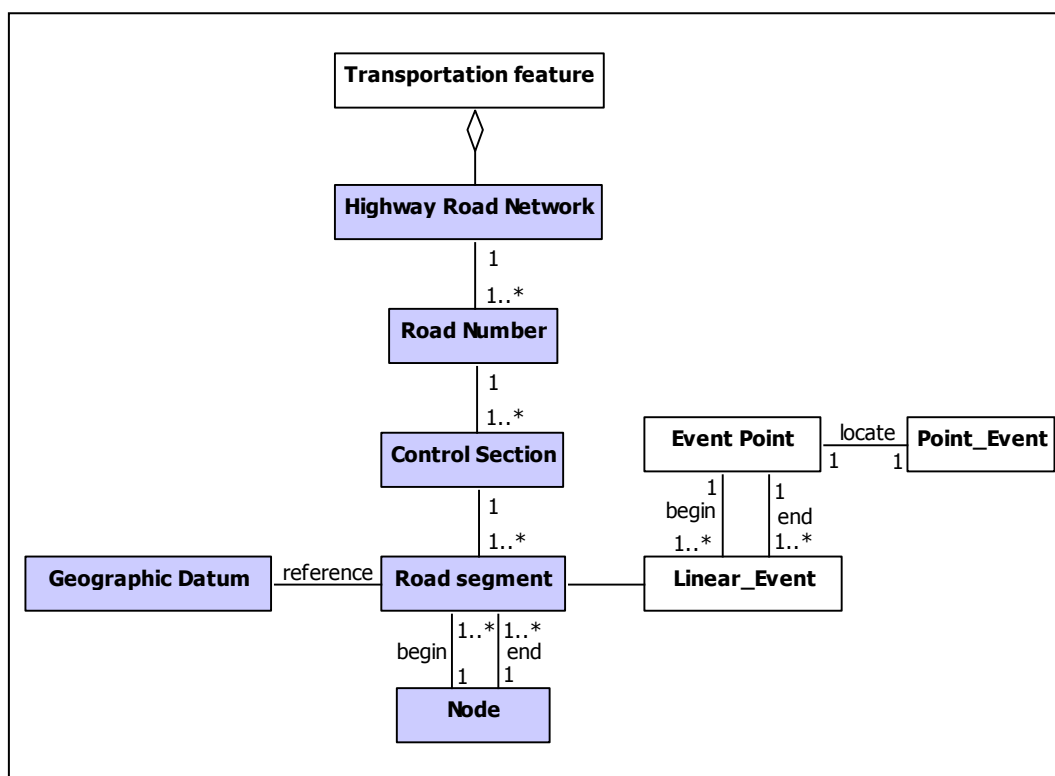 Transportation feature
Highway Road Network
1
1..*
Road Number
1
1..*
Control Section
1
1..*
Event Point
locate
1
1
Point_Event
1
1
begin
end
1..*
1..*
Geographic Datum
reference
Road segment
Linear_Event
1..*
1..*
begin
end
1
1
Node